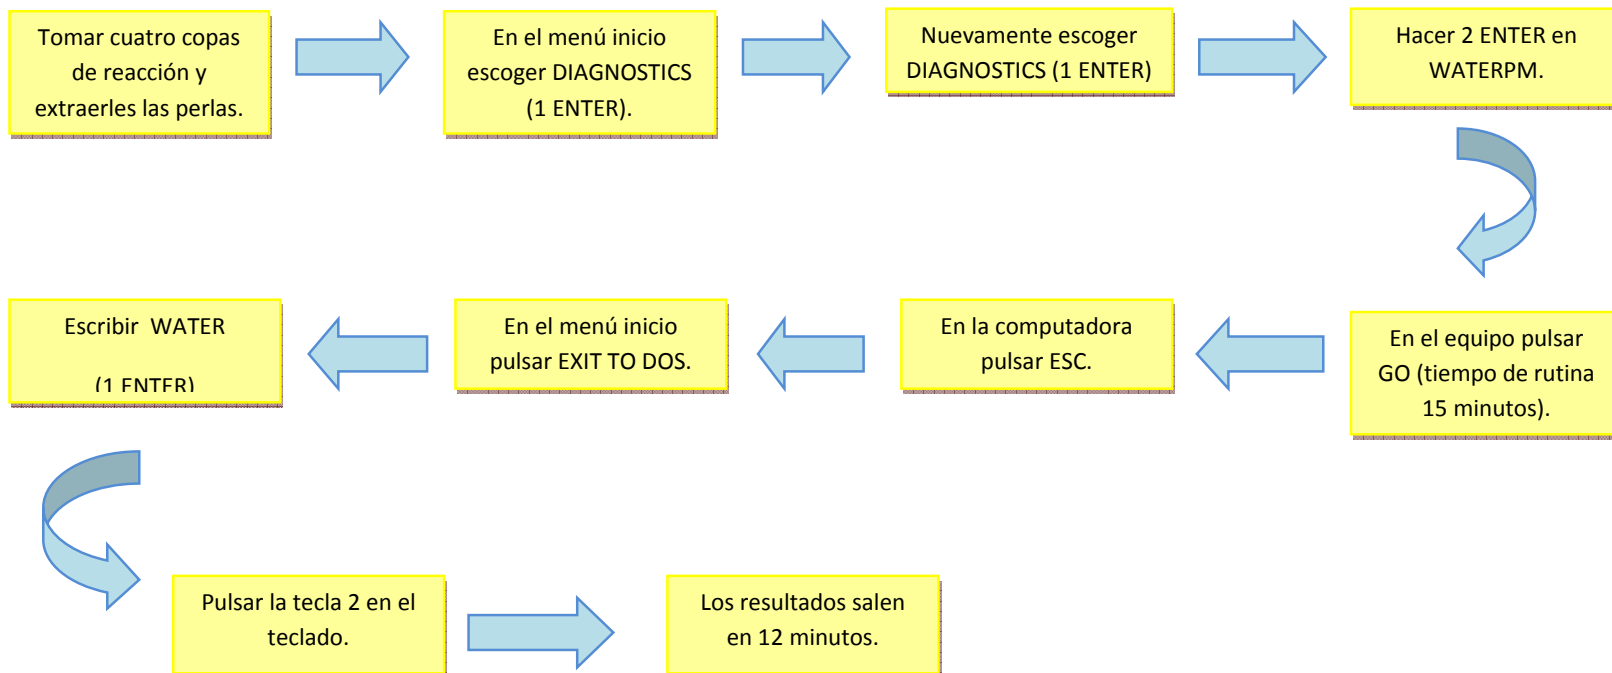 Tomar cuatro copas
de reacción y
extraerles las perlas.
En el menú inicio
escoger DIAGNOSTICS
(1 ENTER).
Nuevamente escoger
DIAGNOSTICS (1 ENTER)
Hacer 2 ENTER en
WATERPM.
En el equipo pulsar
GO (tiempo de rutina
15 minutos).
En la computadora
pulsar ESC.
En el menú inicio
pulsar EXIT TO DOS.
Escribir WATER
(1 ENTER)
Pulsar la tecla 2 en el
teclado.
Los resultados salen
en 12 minutos.